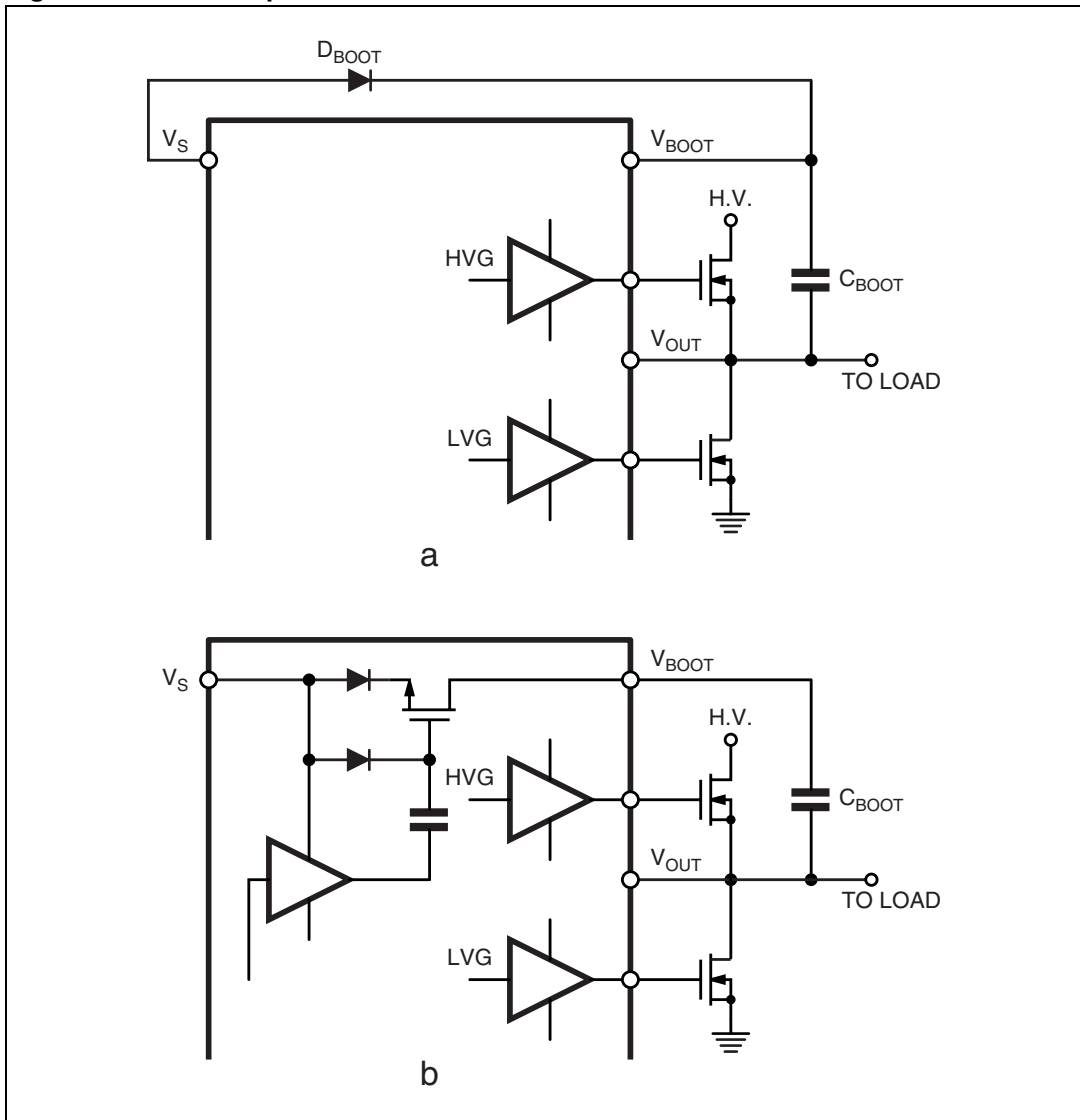 D_BOOT
V_S
V_BOOT
H.V.
HVG
C_BOOT
V_OUT
TO LOAD
LVG
a
V_S
V_BOOT
H.V.
HVG
C_BOOT
V_OUT
TO LOAD
LVG
b